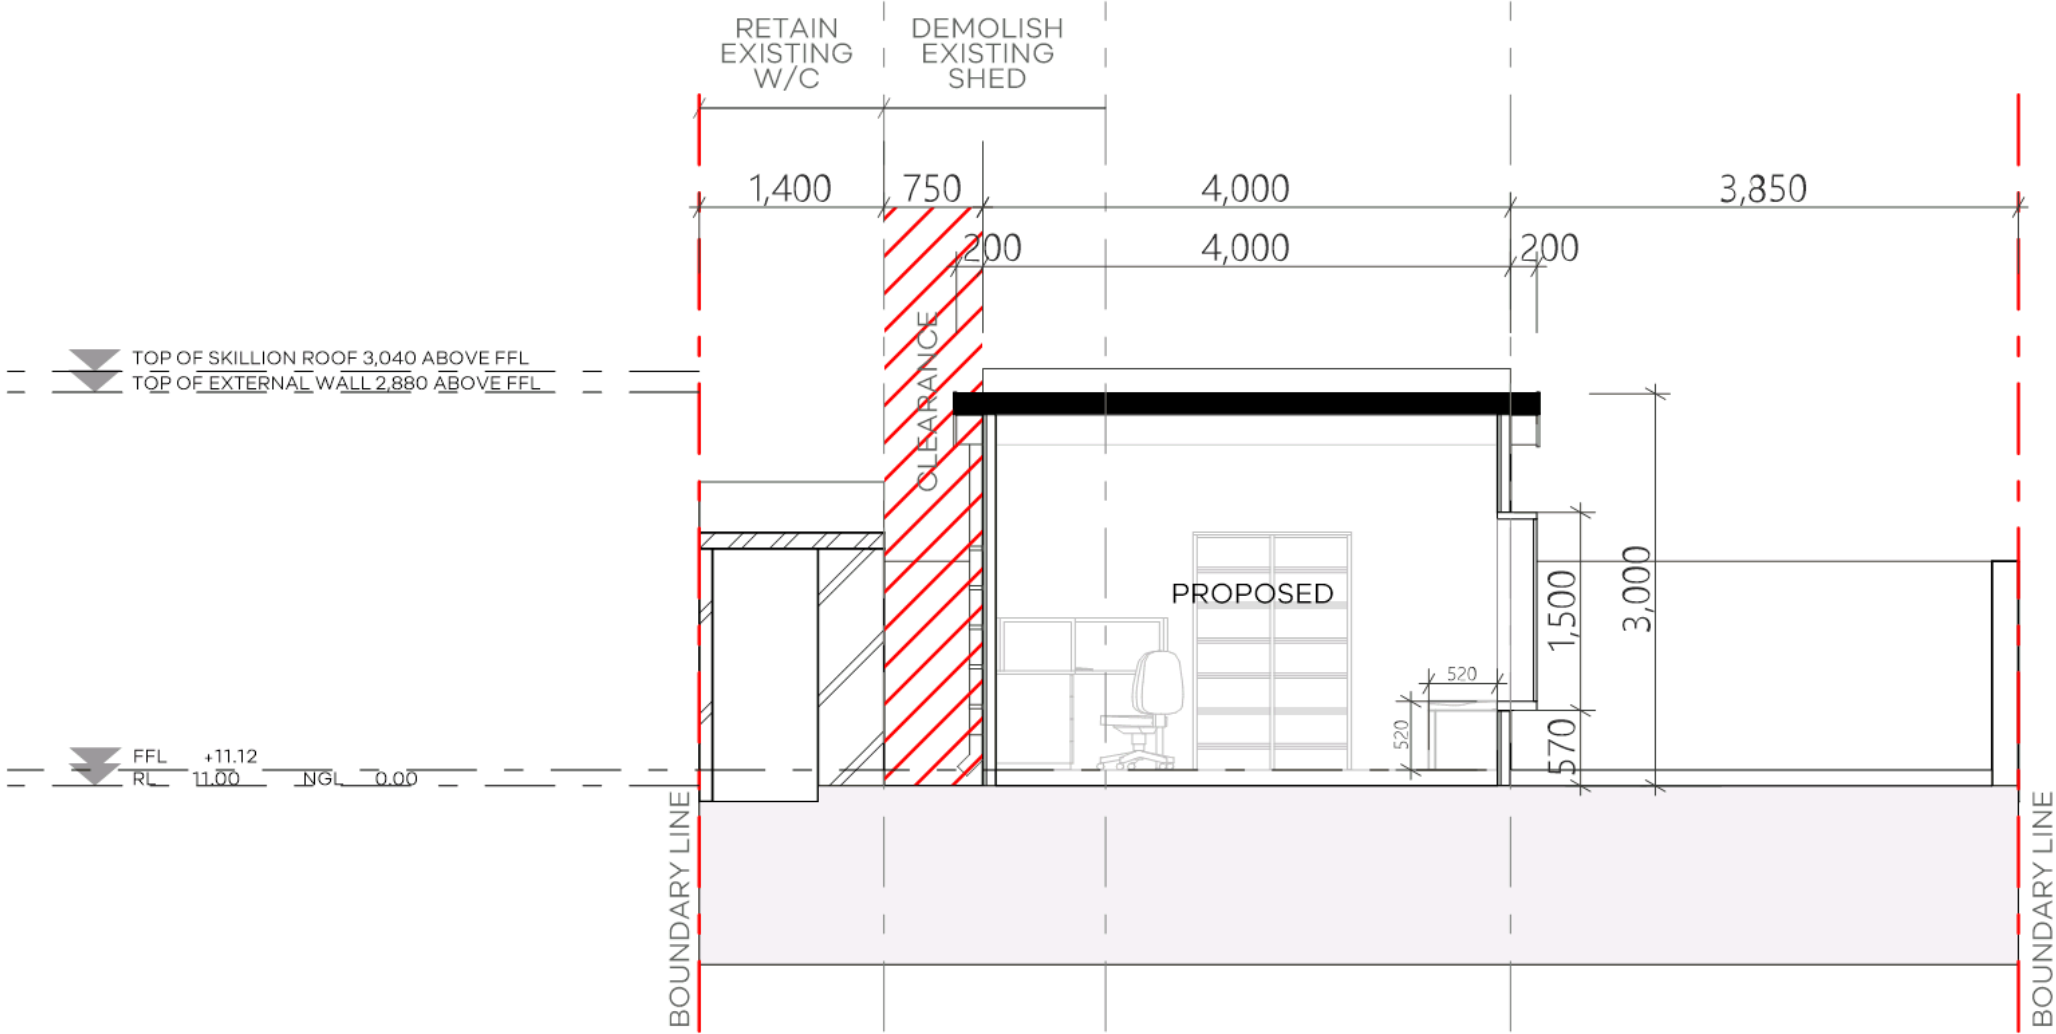 RETAIN
EXISTING
W/C
DEMOLISH
EXISTING
SHED
1,400
750
4,000
3,850
200
4,000
200
CLEARANCE
TOP OF SKILLION ROOF 3,040 ABOVE FFL
TOP OF EXTERNAL WALL 2,880 ABOVE FFL
PROPOSED
1,500
3,000
520
520
570
FFL +11.12
RL 11.00 NGL 0.00
BOUNDARY LINE
BOUNDARY LINE